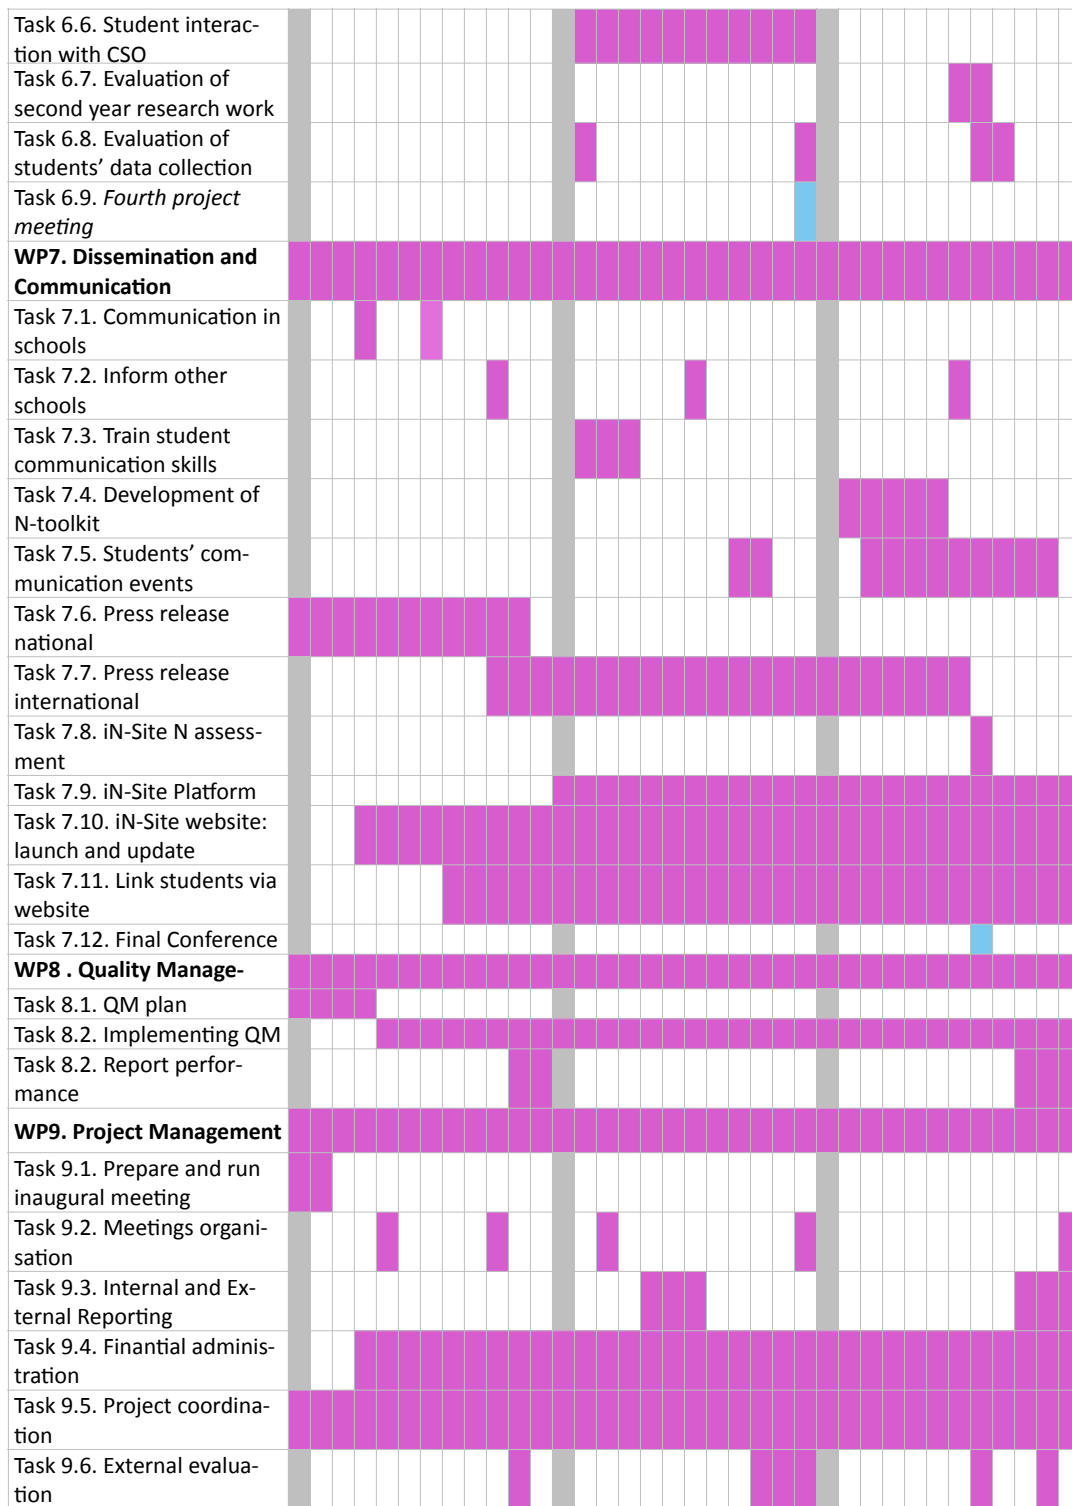 Task 6.6. Student interac-
tion with CSO
Task 6.7. Evaluation of
second year research work
Task 6.8. Evaluation of
students’ data collection
Task 6.9. Fourth project
meeting
WP7. Dissemination and
Communication
Task 7.1. Communication in
schools
Task 7.2. Inform other
schools
Task 7.3. Train student
communication skills
Task 7.4. Development of
N-toolkit
Task 7.5. Students’ com-
munication events
Task 7.6. Press release
national
Task 7.7. Press release
international
Task 7.8. iN-Site N assess-
ment
Task 7.9. iN-Site Platform
Task 7.10. iN-Site website:
launch and update
Task 7.11. Link students via
website
Task 7.12. Final Conference
WP8 . Quality Manage-
Task 8.1. QM plan
Task 8.2. Implementing QM
Task 8.2. Report perfor-
mance
WP9. Project Management
Task 9.1. Prepare and run
inaugural meeting
Task 9.2. Meetings organi-
sation
Task 9.3. Internal and Ex-
ternal Reporting
Task 9.4. Finantial adminis-
tration
Task 9.5. Project coordina-
tion
Task 9.6. External evalua-
tion